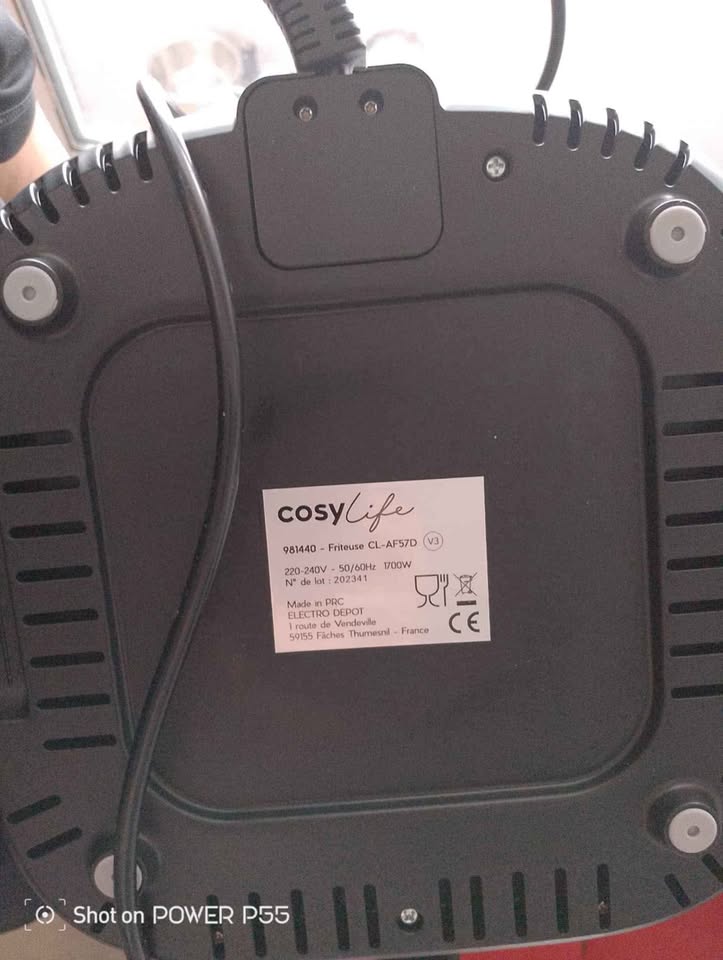 cosylife
981440 - Friteuse CL-AF57D V3
220-240V - 50/60Hz 1700W
N° de lot : 202341
Made in PRC
ELECTRO DEPOT
1 route de Vendeville
59155 Fâches Thumesnil - France
CE
Shot on POWER P55